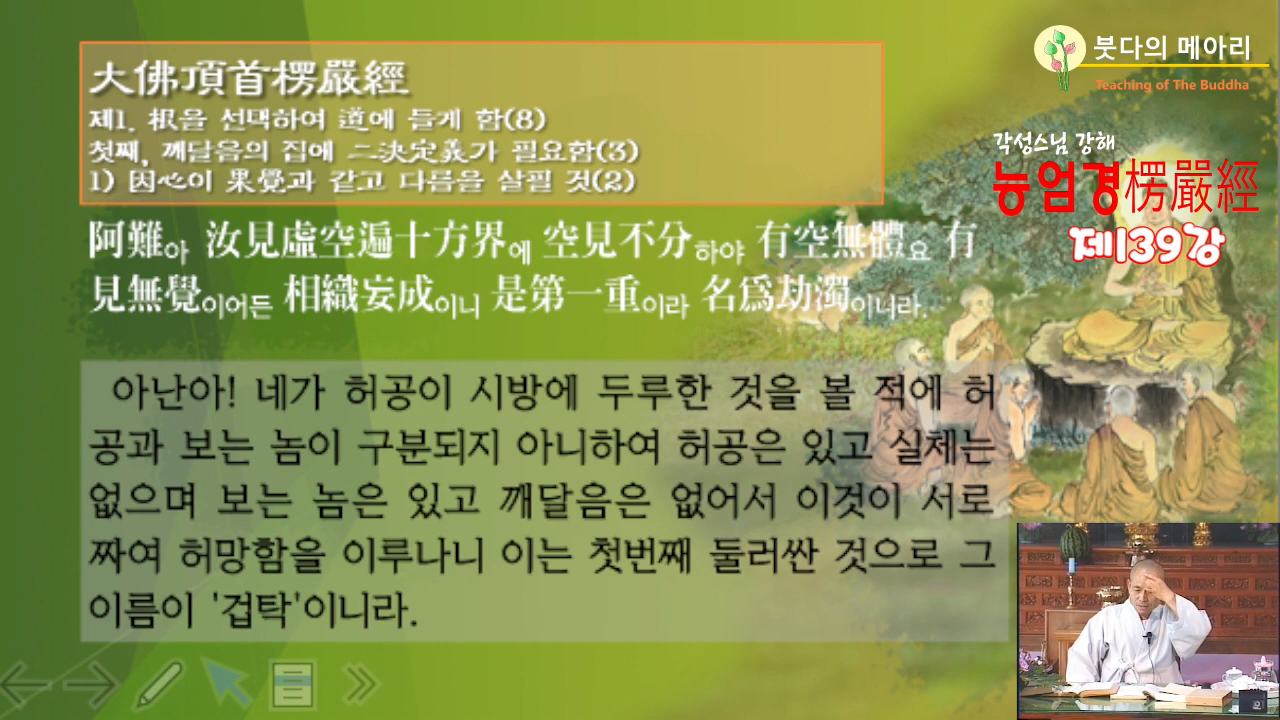 大佛頂首楞嚴經
제1. 根을 선택하여 道에 들게 함(8)
첫째, 깨달음의 집에 二決定義가 필요함(3)
1) 因心이 果覺과 같고 다름을 살필 것(2)
阿難아 汝見虛空遍十方界에 空見不分하야 有空無體요 有
見無覺이어든 相織妄成이니 是第一重이라 名爲劫濁이니라.
아난아! 네가 허공이 시방에 두루한 것을 볼 적에 허
공과 보는 놈이 구분되지 아니하여 허공은 있고 실체는
없으며 보는 놈은 있고 깨달음은 없어서 이것이 서로
짜여 허망함을 이루나니 이는 첫번째 둘러싼 것으로 그
이름이 '겁탁'이니라.
붓다의 메아리
Teaching of The Buddha
각성스님 강해
능엄경楞嚴經
제139강